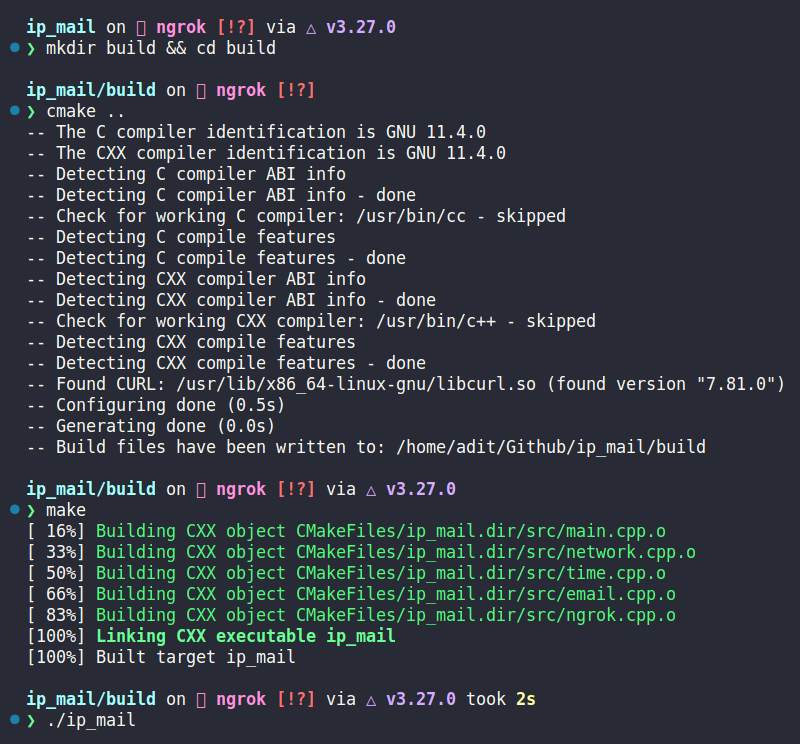 ip_mail on ngrok [!?] via △ v3.27.0
❯ mkdir build && cd build
ip_mail/build on ngrok [!?]
❯ cmake ..
-- The C compiler identification is GNU 11.4.0
-- The CXX compiler identification is GNU 11.4.0
-- Detecting C compiler ABI info
-- Detecting C compiler ABI info - done
-- Check for working C compiler: /usr/bin/cc - skipped
-- Detecting C compile features
-- Detecting C compile features - done
-- Detecting CXX compiler ABI info
-- Detecting CXX compiler ABI info - done
-- Check for working CXX compiler: /usr/bin/c++ - skipped
-- Detecting CXX compile features
-- Detecting CXX compile features - done
-- Found CURL: /usr/lib/x86_64-linux-gnu/libcurl.so (found version "7.81.0")
-- Configuring done (0.5s)
-- Generating done (0.0s)
-- Build files have been written to: /home/adit/Github/ip_mail/build
ip_mail/build on ngrok [!?] via △ v3.27.0
❯ make
[ 16%] Building CXX object CMakeFiles/ip_mail.dir/src/main.cpp.o
[ 33%] Building CXX object CMakeFiles/ip_mail.dir/src/network.cpp.o
[ 50%] Building CXX object CMakeFiles/ip_mail.dir/src/time.cpp.o
[ 66%] Building CXX object CMakeFiles/ip_mail.dir/src/email.cpp.o
[ 83%] Building CXX object CMakeFiles/ip_mail.dir/src/ngrok.cpp.o
[100%] Linking CXX executable ip_mail
[100%] Built target ip_mail
ip_mail/build on ngrok [!?] via △ v3.27.0 took 2s
❯ ./ip_mail